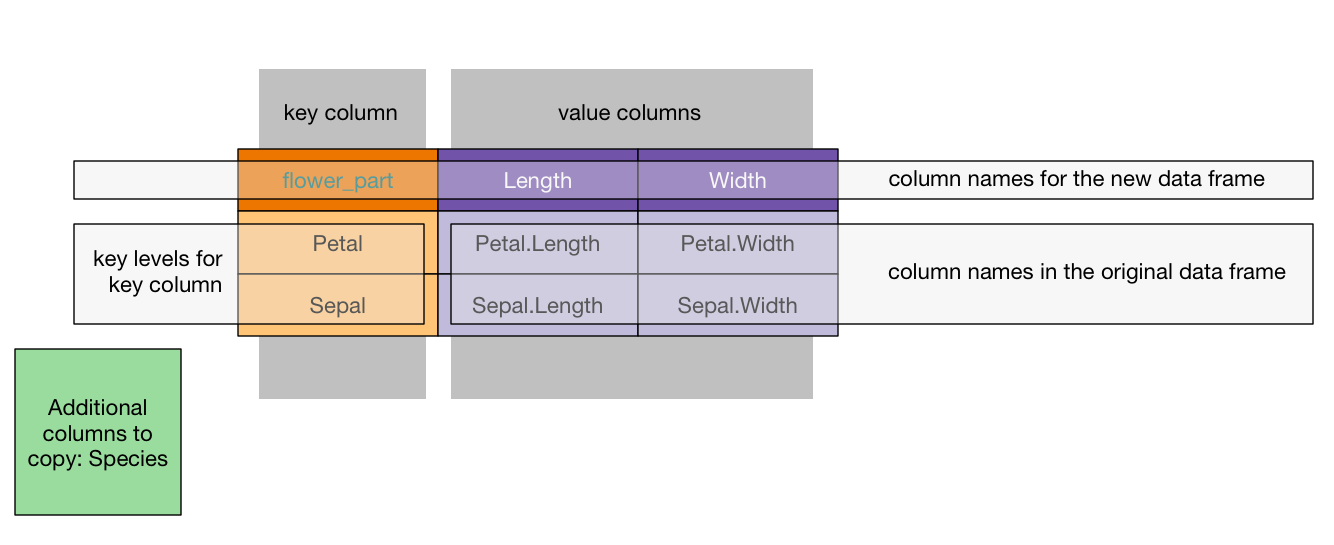 key column
value columns
flower_part
Length
Width
column names for the new data frame
key levels for
key column
Petal
Petal.Length
Petal.Width
Sepal
Sepal.Length
Sepal.Width
column names in the original data frame
Additional
columns to
copy: Species